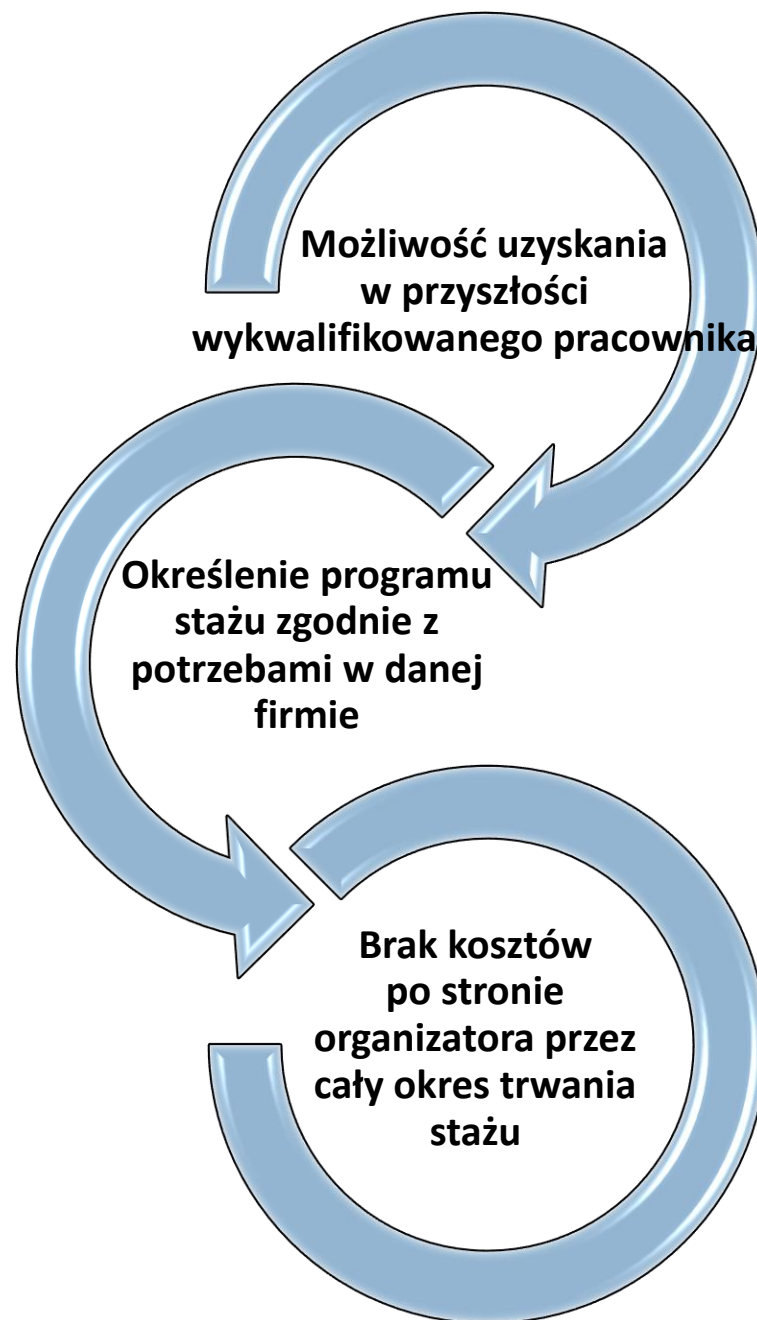 Możliwość uzyskania
w przyszłości
wykwalifikowanego pracownika
Określenie programu
stażu zgodnie z
potrzebami w danej
firmie
Brak kosztów
po stronie
organizatora przez
cały okres trwania
stażu